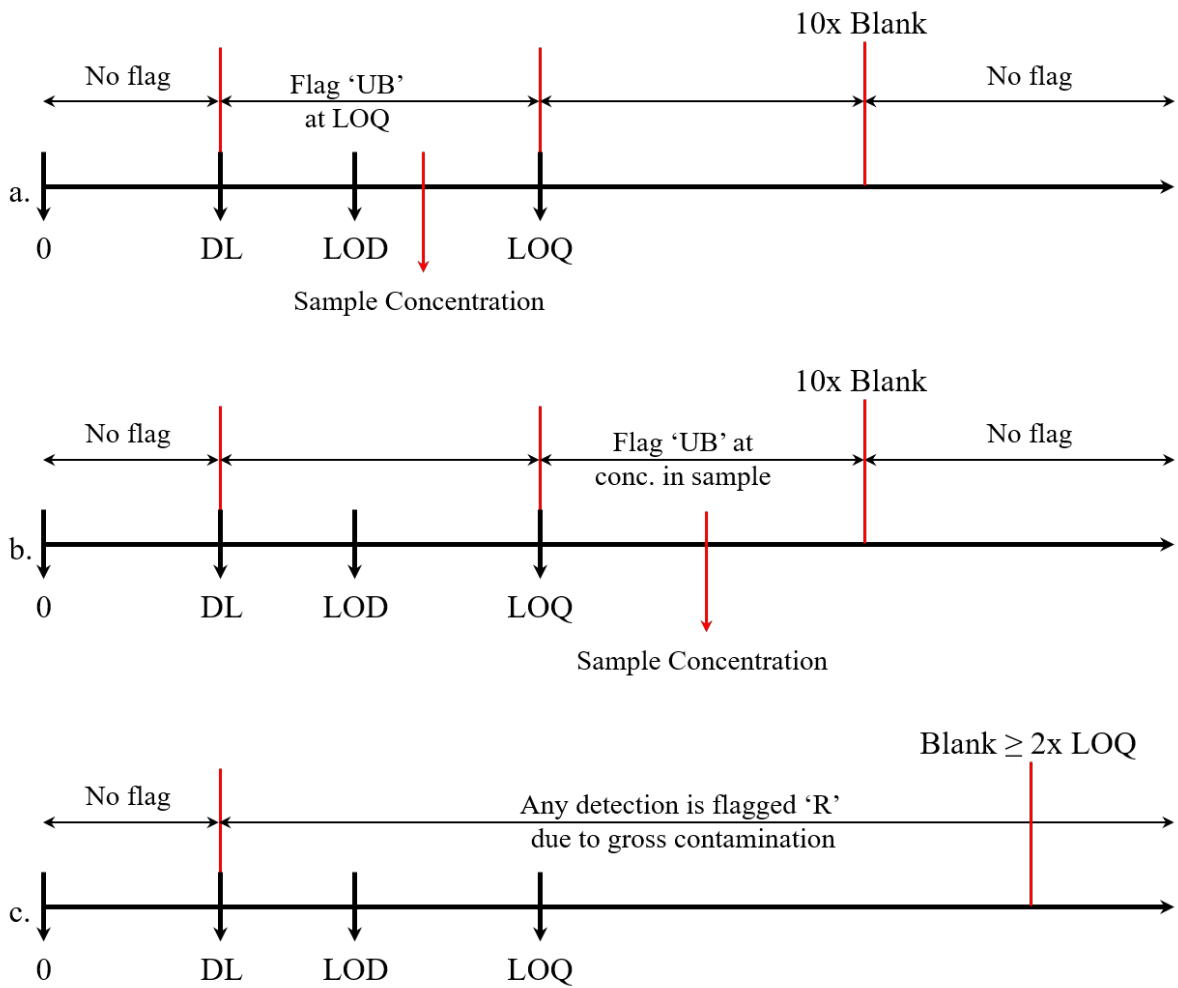 10x Blank
No flag
Flag ‘UB’
at LOQ
No flag
a.
0
DL
LOD
LOQ
Sample Concentration
10x Blank
No flag
Flag ‘UB’ at
conc. in sample
No flag
b.
0
DL
LOD
LOQ
Sample Concentration
Blank ≥ 2x LOQ
No flag
Any detection is flagged ‘R’
due to gross contamination
c.
0
DL
LOD
LOQ